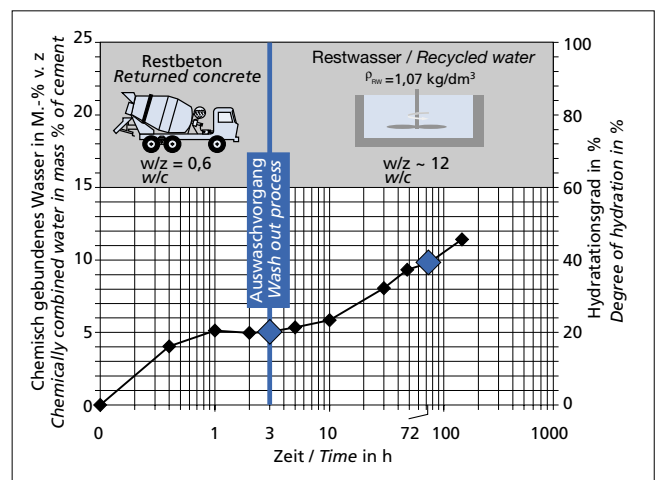 Chemisch gebundenes Wasser in M.-% v. z
Chemically combined water in mass % of cement
25
20
15
10
5
0
Restbeton
Returned concrete
w/z = 0,6
w/c
Restwasser / Recycled water
ρRW = 1,07 kg/dm³
w/z ~ 12
w/c
Auswaschvorgang
Wash out process
100
80
60
40
20
0
Hydratationsgrad in %
Degree of hydration in %
0 1 3 10 72 100 1000
Zeit / Time in h